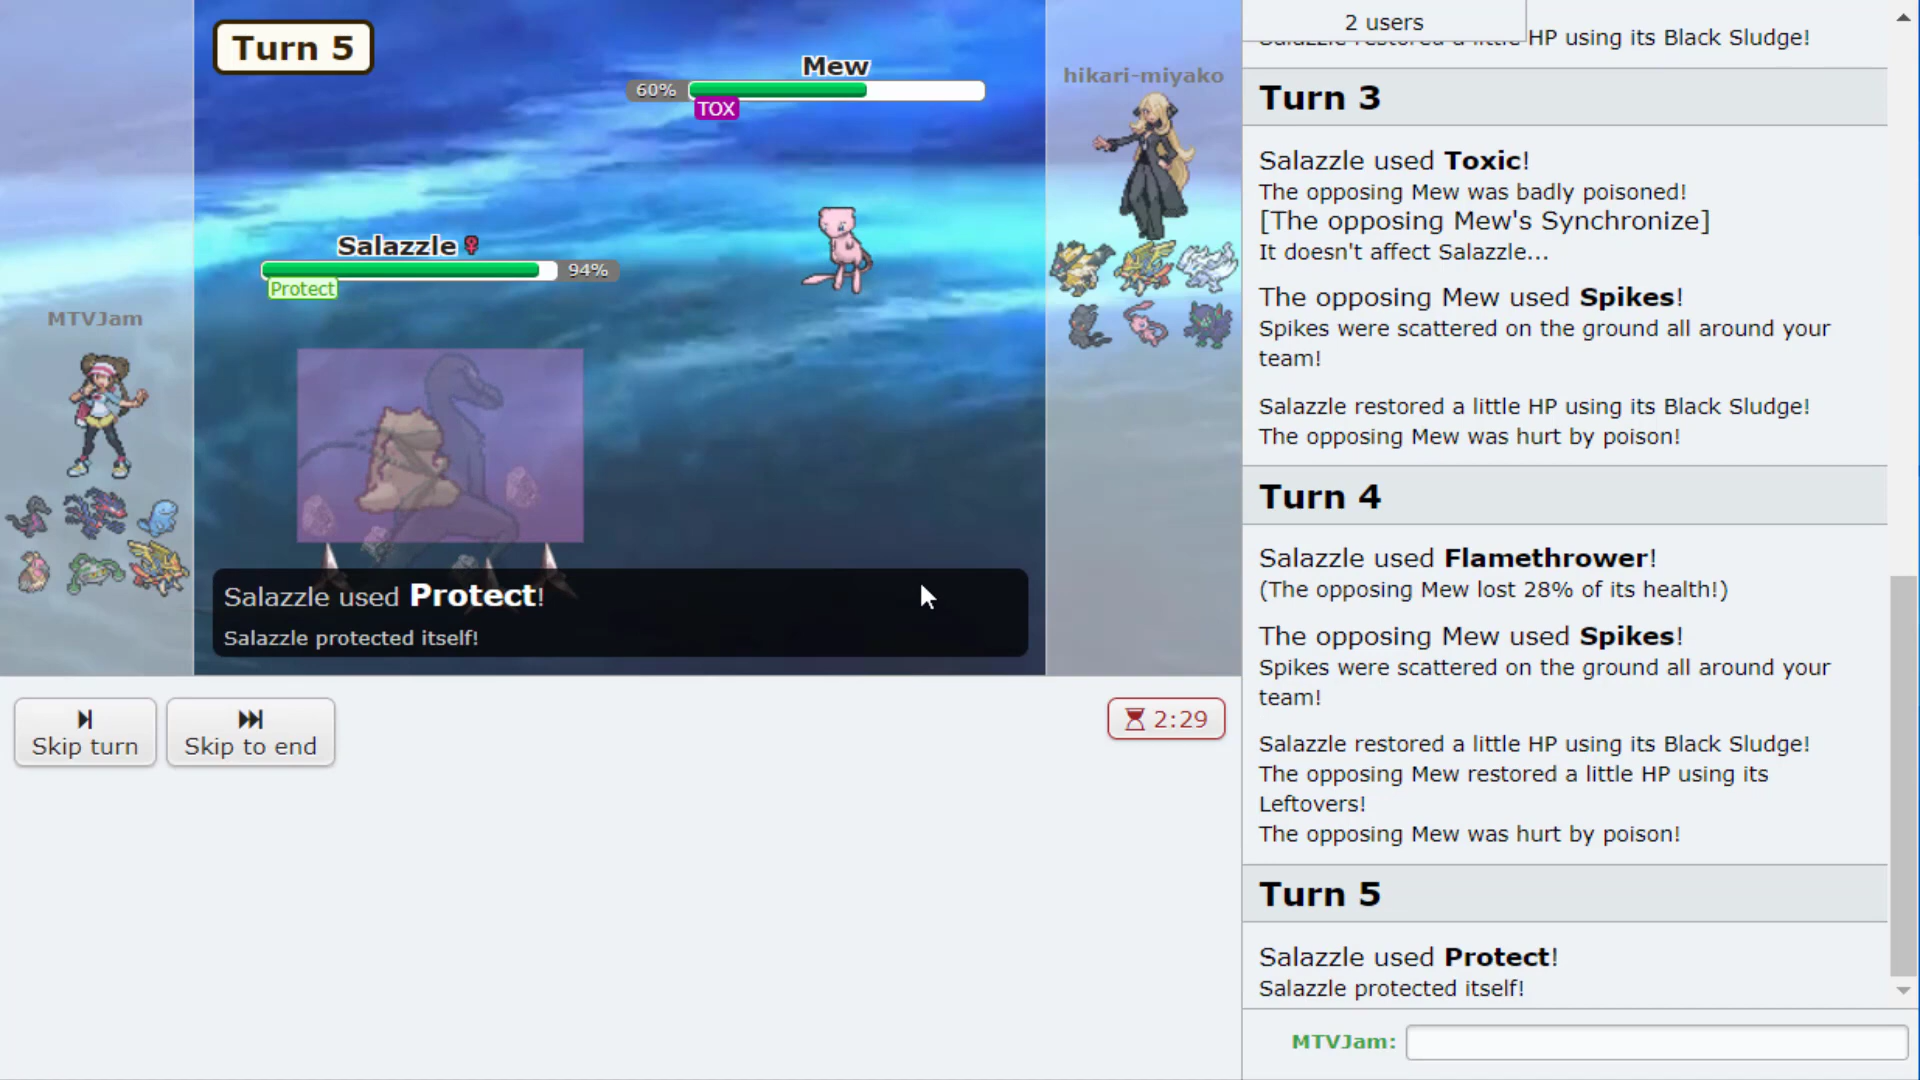 Turn 5
Mew
60%
TOX
hikari-miyako
Salazzle
94%
Protect
MTVJam
Salazzle used Protect!
Salazzle protected itself!
Skip turn
Skip to end
2:29
2 users
Salazzle restored a little HP using its Black Sludge!
Turn 3
Salazzle used Toxic!
The opposing Mew was badly poisoned!
[The opposing Mew's Synchronize]
It doesn't affect Salazzle...
The opposing Mew used Spikes!
Spikes were scattered on the ground all around your
team!
Salazzle restored a little HP using its Black Sludge!
The opposing Mew was hurt by poison!
Turn 4
Salazzle used Flamethrower!
(The opposing Mew lost 28% of its health!)
The opposing Mew used Spikes!
Spikes were scattered on the ground all around your
team!
Salazzle restored a little HP using its Black Sludge!
The opposing Mew restored a little HP using its
Leftovers!
The opposing Mew was hurt by poison!
Turn 5
Salazzle used Protect!
Salazzle protected itself!
MTVJam: